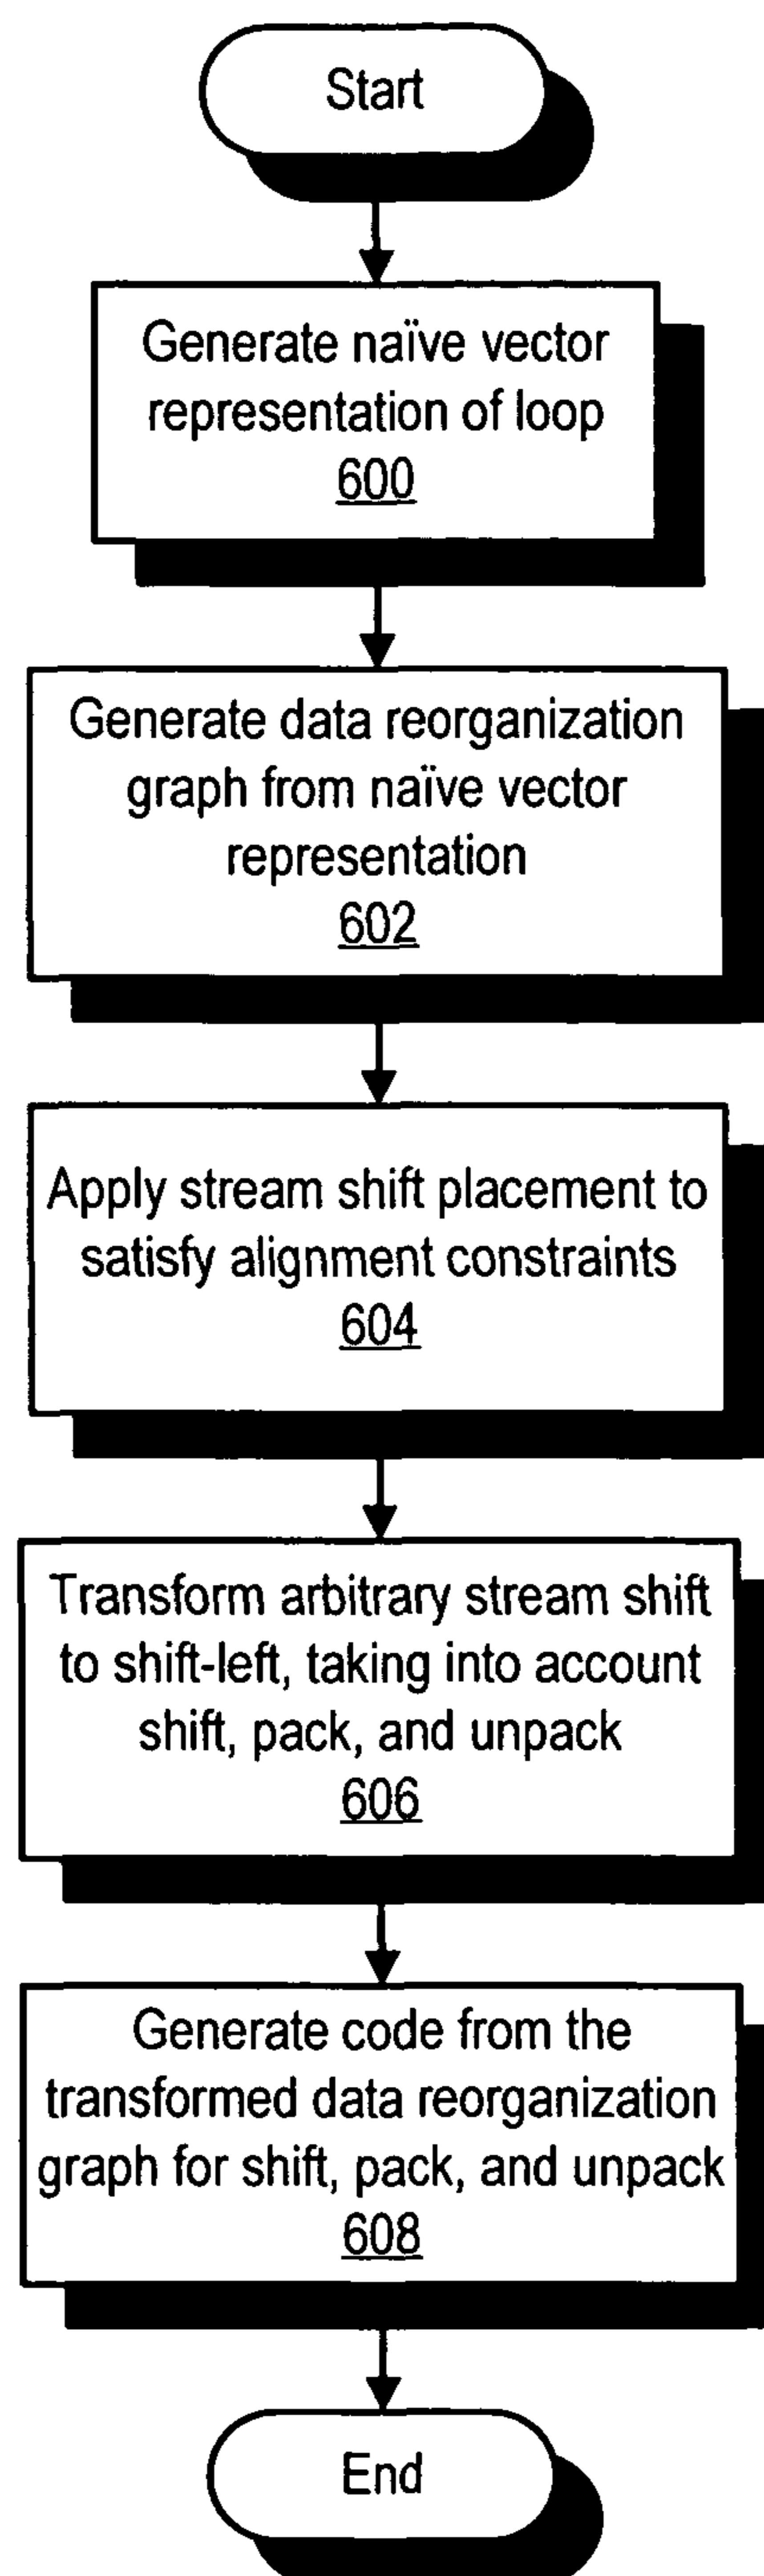 Start
Generate naïve vector
representation of loop
600
Generate data reorganization
graph from naïve vector
representation
602
Apply stream shift placement to
satisfy alignment constraints
604
Transform arbitrary stream shift
to shift-left, taking into account
shift, pack, and unpack
606
Generate code from the
transformed data reorganization
graph for shift, pack, and unpack
608
End